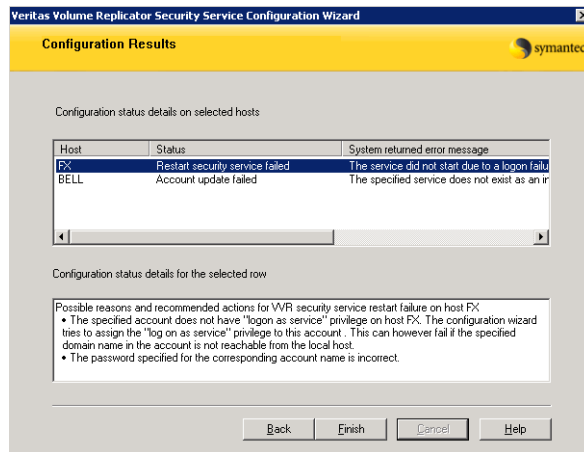 Veritas Volume Replicator Security Service Configuration Wizard
Configuration Results
symantec
Configuration status details on selected hosts
Host Status System returned error message
FX Restart security service failed The service did not start due to a logon failu
BELL Account update failed The specified service does not exist as an in
Configuration status details for the selected row
Possible reasons and recommended actions for VVR security service restart failure on host FX
• The specified account does not have "logon as service" privilege on host FX. The configuration wizard
tries to assign the "log on as service" privilege to this account . This can however fail if the specified
domain name in the account is not reachable from the local host.
• The password specified for the corresponding account name is incorrect.
Back Finish Cancel Help